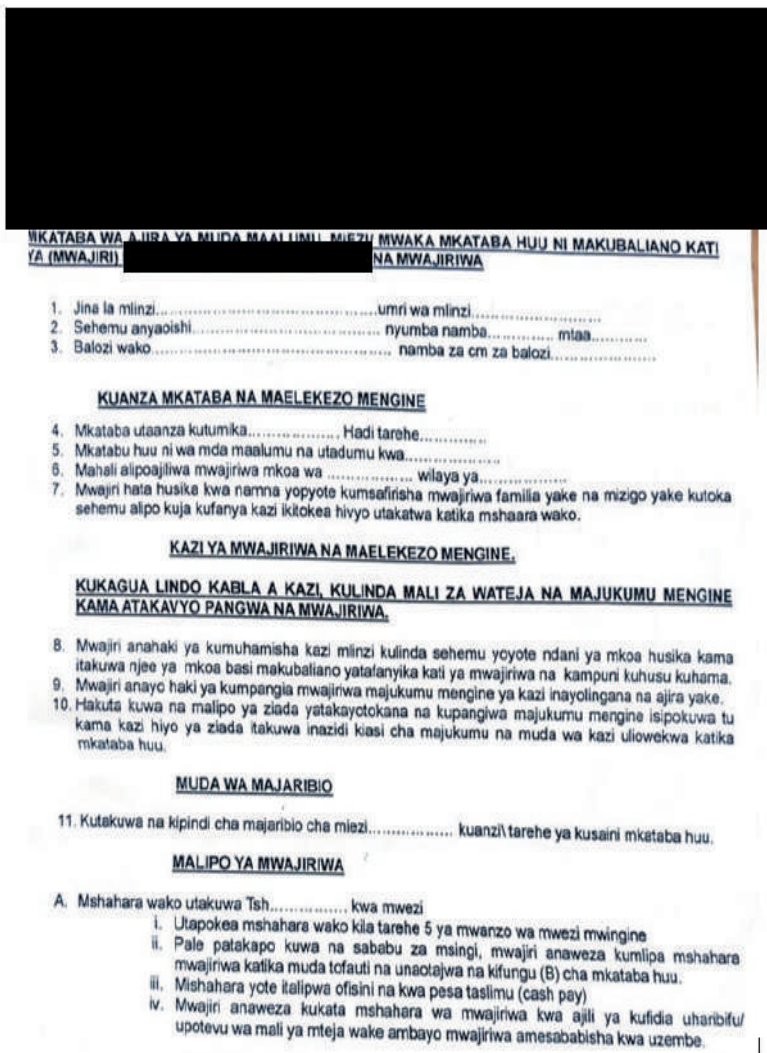 MKATABA WA AJIRA YA MUDA MAALUMU, MIEZI MWAKA MKATABA HUU NI MAKUBALIANO KATI
YA (MWAJIRI) NA MWAJIRIWA
1. Jina la mlinzi..........................................umri wa mlinzi..........................
2. Sehemu anyaoishi.................................... nyumba namba............. mtaa...........
3. Balozi wako............................................. namba za cm za balozi....................
KUANZA MKATABA NA MAELEKEZO MENGINE
4. Mkataba utaanza kutumika.................. Hadi tarehe.............
5. Mkatabu huu ni wa mda maalumu na utadumu kwa..................
6. Mahali alipoajiliwa mwajiriwa mkoa wa ................ wilaya ya.................
7. Mwajiri hata husika kwa namna yopyote kumsafirisha mwajiriwa familia yake na mizigo yake kutoka
sehemu alipo kuja kufanya kazi ikitokea hivyo utakatwa katika mshaara wako.
KAZI YA MWAJIRIWA NA MAELEKEZO MENGINE.
KUKAGUA LINDO KABLA A KAZI, KULINDA MALI ZA WATEJA NA MAJUKUMU MENGINE
KAMA ATAKAVYO PANGWA NA MWAJIRIWA.
8. Mwajiri anahaki ya kumuhamisha kazi mlinzi kulinda sehemu yoyote ndani ya mkoa husika kama
itakuwa njee ya mkoa basi makubaliano yatafanyika kati ya mwajiriwa na kampuni kuhusu kuhama.
9. Mwajiri anayo haki ya kumpangia mwajiriwa majukumu mengine ya kazi inayolingana na ajira yake.
10. Hakuta kuwa na malipo ya ziada yatakayotokana na kupangiwa majukumu mengine isipokuwa tu
kama kazi hiyo ya ziada itakuwa inazidi kiasi cha majukumu na muda wa kazi uliowekwa katika
mkataba huu.
MUDA WA MAJARIBIO
11. Kutakuwa na kipindi cha majaribio cha miezi................. kuanzi\ tarehe ya kusaini mkataba huu.
MALIPO YA MWAJIRIWA
A. Mshahara wako utakuwa Tsh................ kwa mwezi
i. Utapokea mshahara wako kila tarehe 5 ya mwanzo wa mwezi mwingine
ii. Pale patakapo kuwa na sababu za msingi, mwajiri anaweza kumlipa mshahara
mwajiriwa katika muda tofauti na unaotajwa na kifungu (B) cha mkataba huu.
iii. Mishahara yote italipwa ofisini na kwa pesa taslimu (cash pay)
iv. Mwajiri anaweza kukata mshahara wa mwajiriwa kwa ajili ya kufidia uharibifu/
upotevu wa mali ya mteja wake ambayo mwajiriwa amesababisha kwa uzembe.